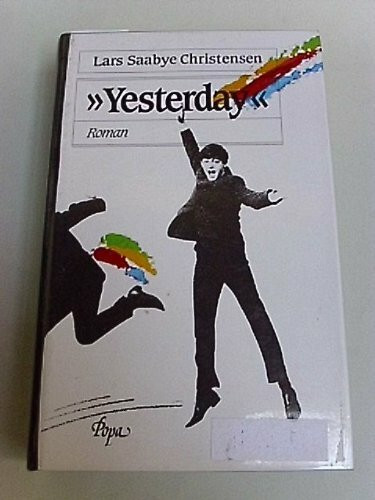 Lars Saabye Christensen
»Yesterday«
Roman
Popa